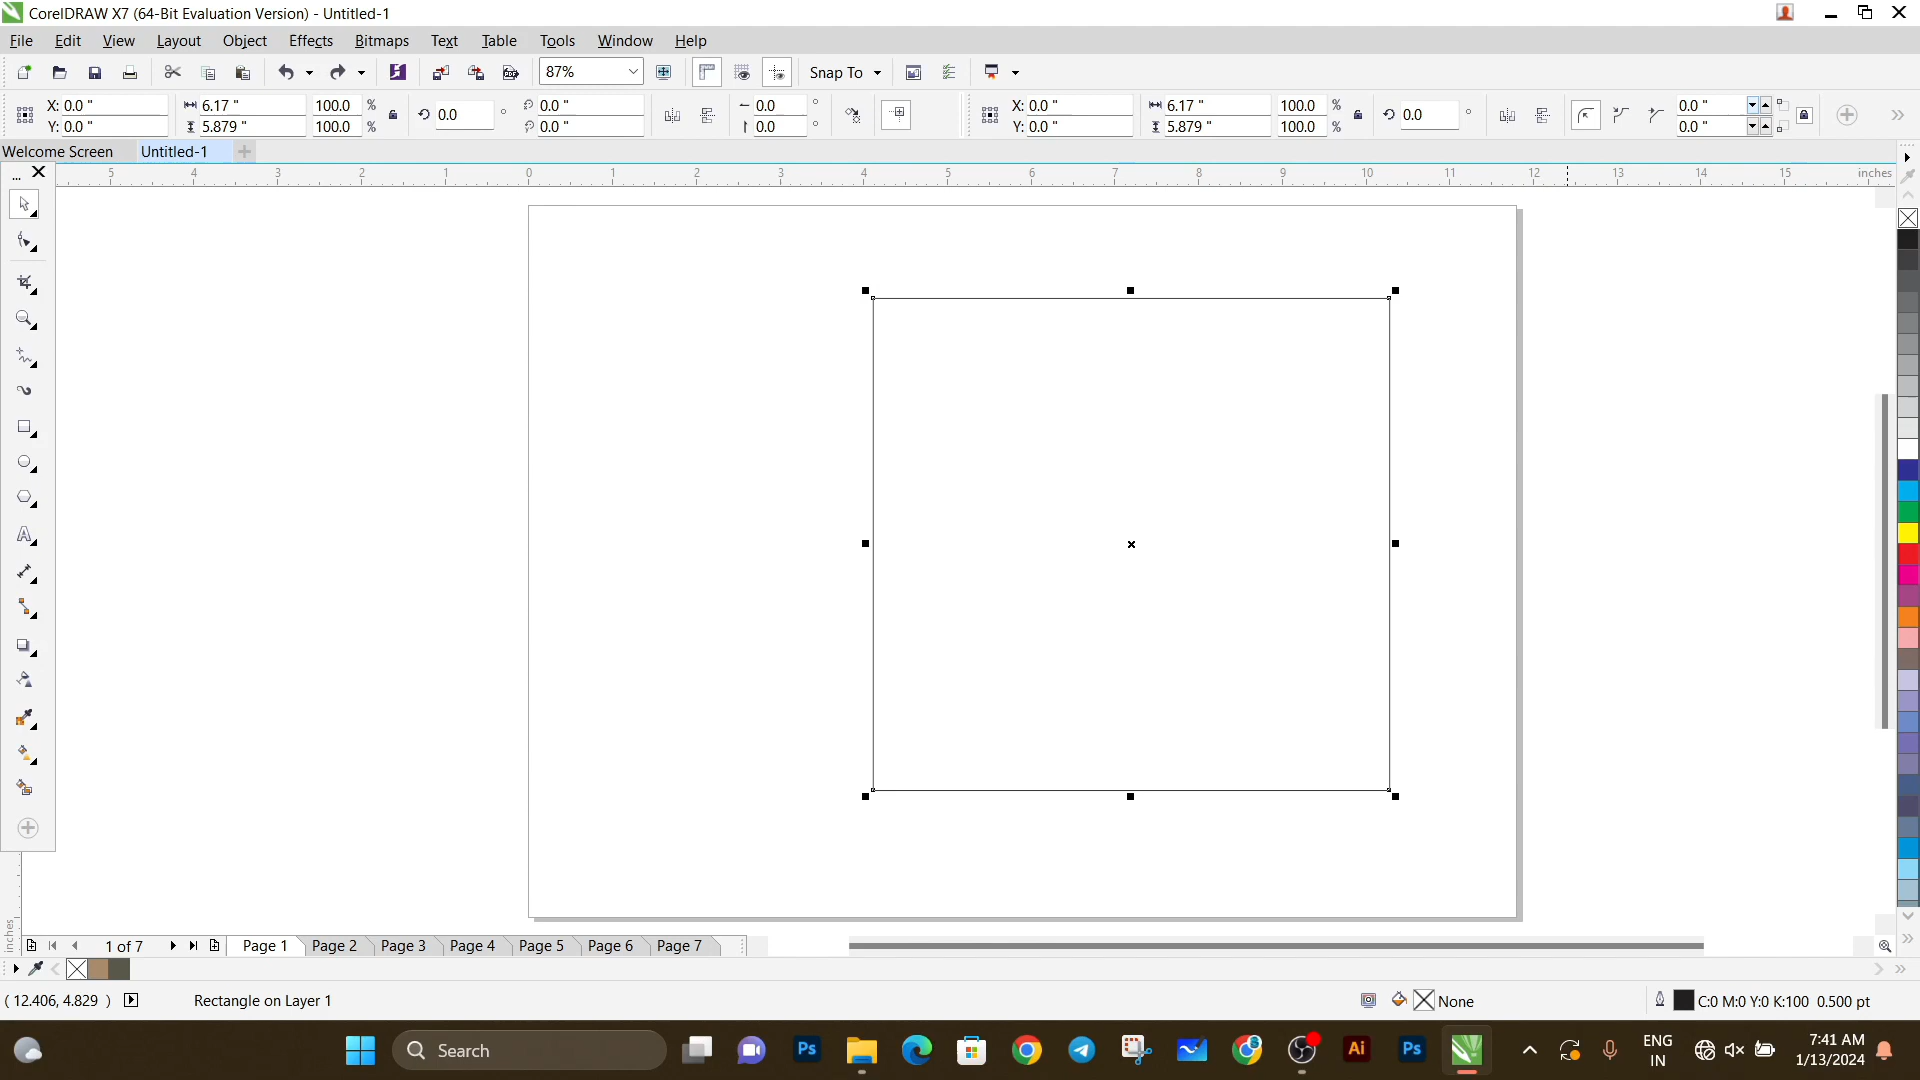 CorelDRAW X7 (64-Bit Evaluation Version) - Untitled-1
File Edit View Layout Object Effects Bitmaps Text Table Tools Window Help
87% Snap To
X: 0.0 " 6.17 " 100.0 % 0.0 ° 0.0 " 0.0 ° X: 0.0 " 6.17 " 100.0 % 0.0 ° 0.0 "
Y: 0.0 " 5.879 " 100.0 % 0.0 " 0.0 ° Y: 0.0 " 5.879 " 100.0 % 0.0 "
Welcome Screen Untitled-1
5 4 3 2 1 0 1 2 3 4 5 6 7 8 9 10 11 12 13 14 15 inches
inches
1 of 7 Page 1 Page 2 Page 3 Page 4 Page 5 Page 6 Page 7
( 12.406, 4.829 ) Rectangle on Layer 1 None C:0 M:0 Y:0 K:100 0.500 pt
Search Ps Ai Ps ENG 7:41 AM
IN 1/13/2024